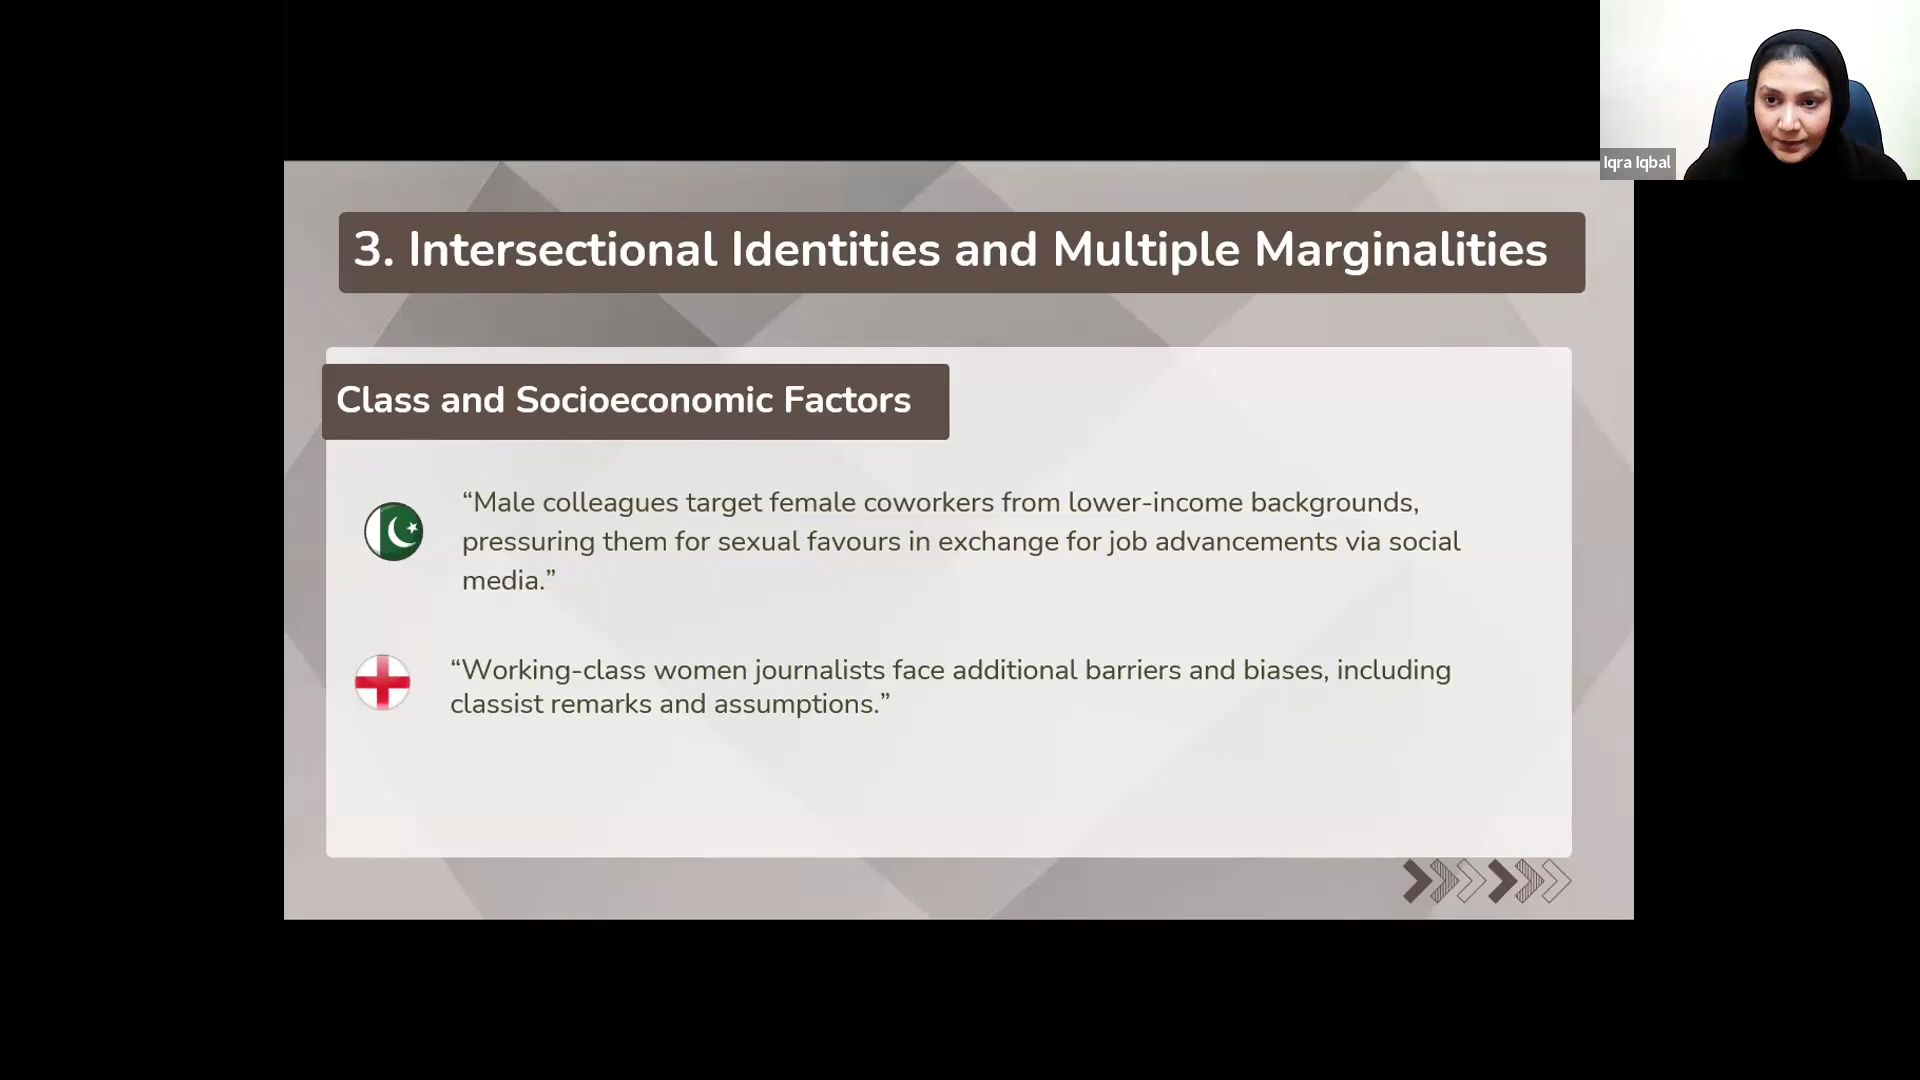 Iqra Iqbal
3. Intersectional Identities and Multiple Marginalities
Class and Socioeconomic Factors
“Male colleagues target female coworkers from lower-income backgrounds,
pressuring them for sexual favours in exchange for job advancements via social
media.”
“Working-class women journalists face additional barriers and biases, including
classist remarks and assumptions.”